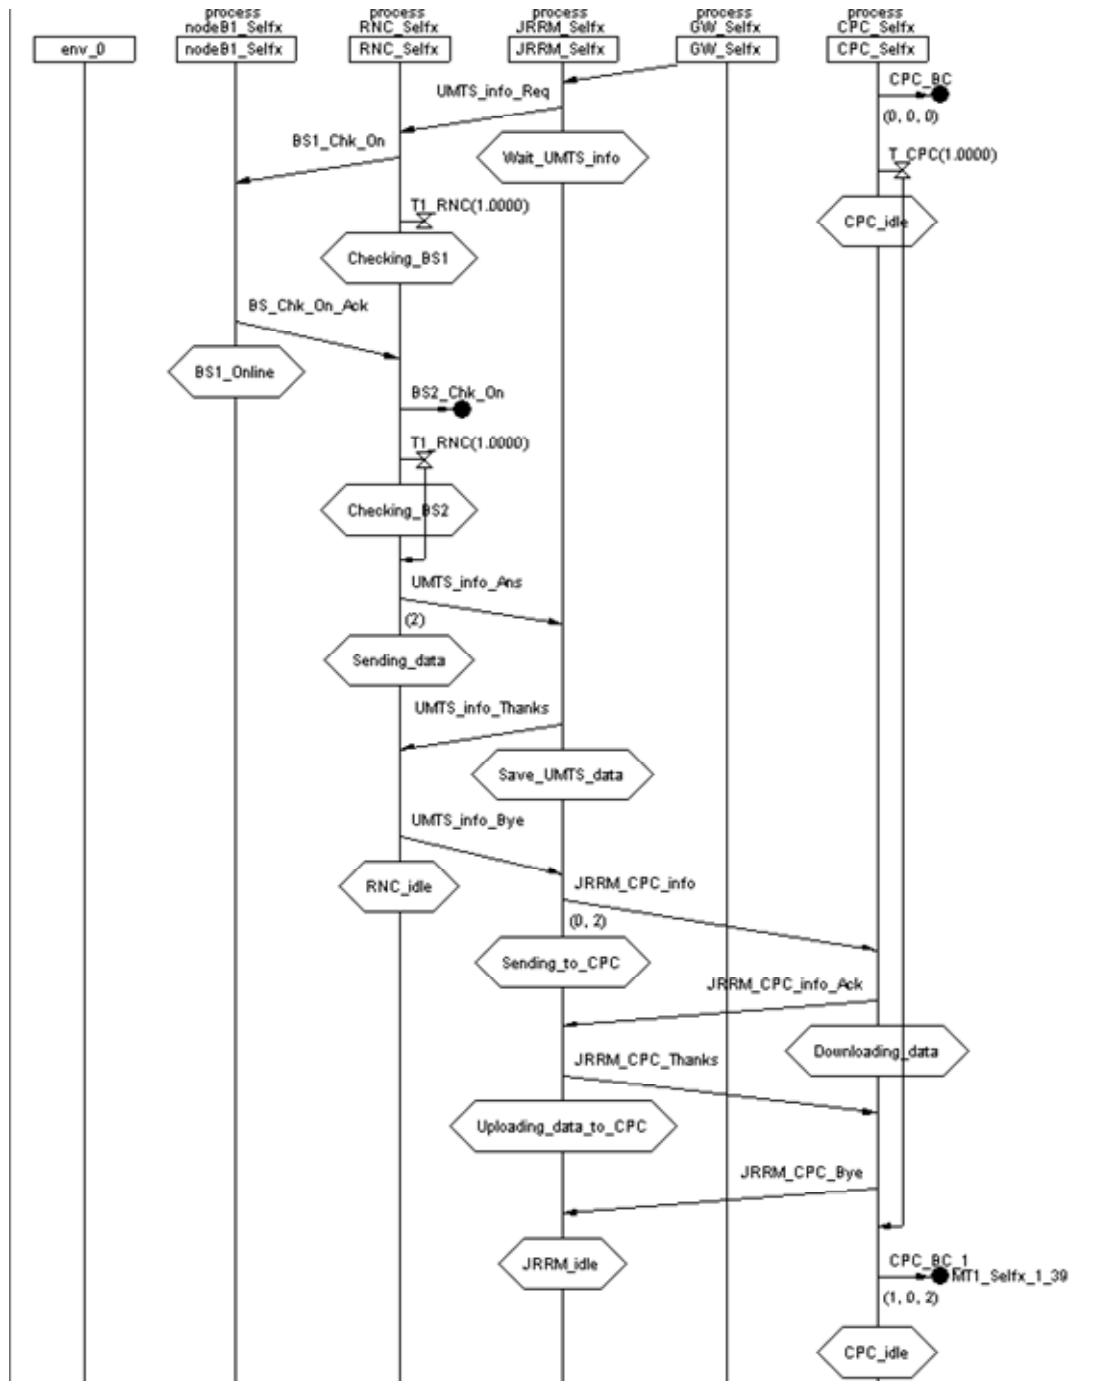 process
nodeB1_Selfx
process
RNC_Selfx
process
JRRM_Selfx
process
GW_Selfx
process
CPC_Selfx
env_0
nodeB1_Selfx
RNC_Selfx
JRRM_Selfx
GW_Selfx
CPC_Selfx
CPC_BC
UMTS_info_Req
(0, 0, 0)
BS1_Chk_On
Wait_UMTS_info
T_CPC(1.0000)
T1_RNC(1.0000)
CPC_idle
Checking_BS1
BS_Chk_On_Ack
BS1_Online
BS2_Chk_On
T1_RNC(1.0000)
Checking_BS2
UMTS_info_Ans
(2)
Sending_data
UMTS_info_Thanks
Save_UMTS_data
UMTS_info_Bye
RNC_idle
JRRM_CPC_info
(0, 2)
Sending_to_CPC
JRRM_CPC_info_Ack
Downloading_data
JRRM_CPC_Thanks
Uploading_data_to_CPC
JRRM_CPC_Bye
JRRM_idle
CPC_BC_1
MT1_Selfx_1_39
(1, 0, 2)
CPC_idle